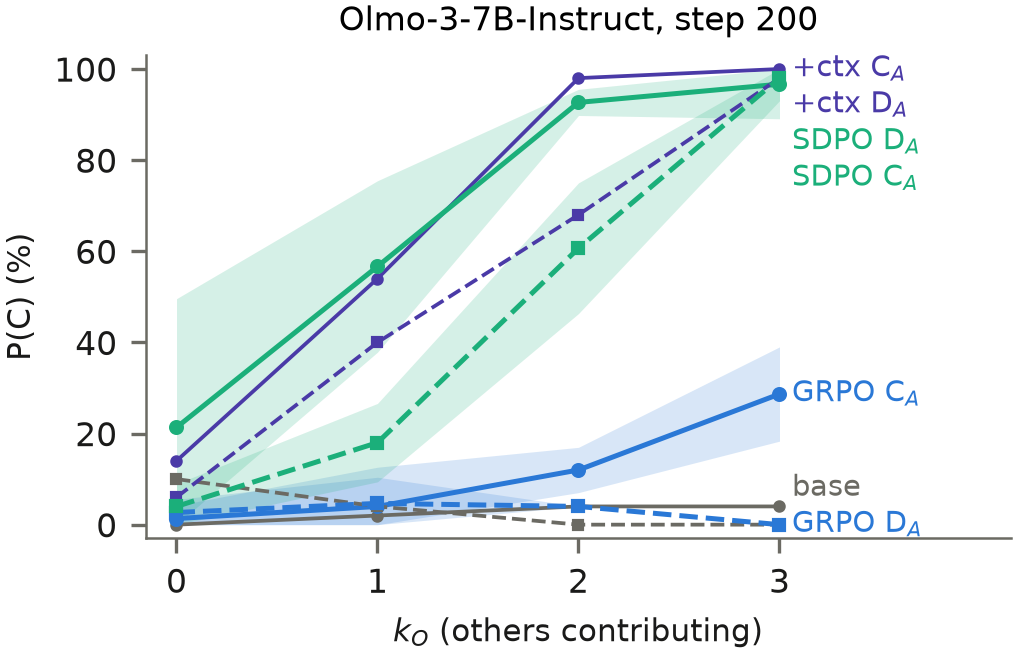 Olmo-3-7B-Instruct, step 200
P(C) (%)
100
80
60
40
20
0
+ctx C_A
+ctx D_A
SDPO D_A
SDPO C_A
GRPO C_A
base
GRPO D_A
0 1 2 3
k_O (others contributing)